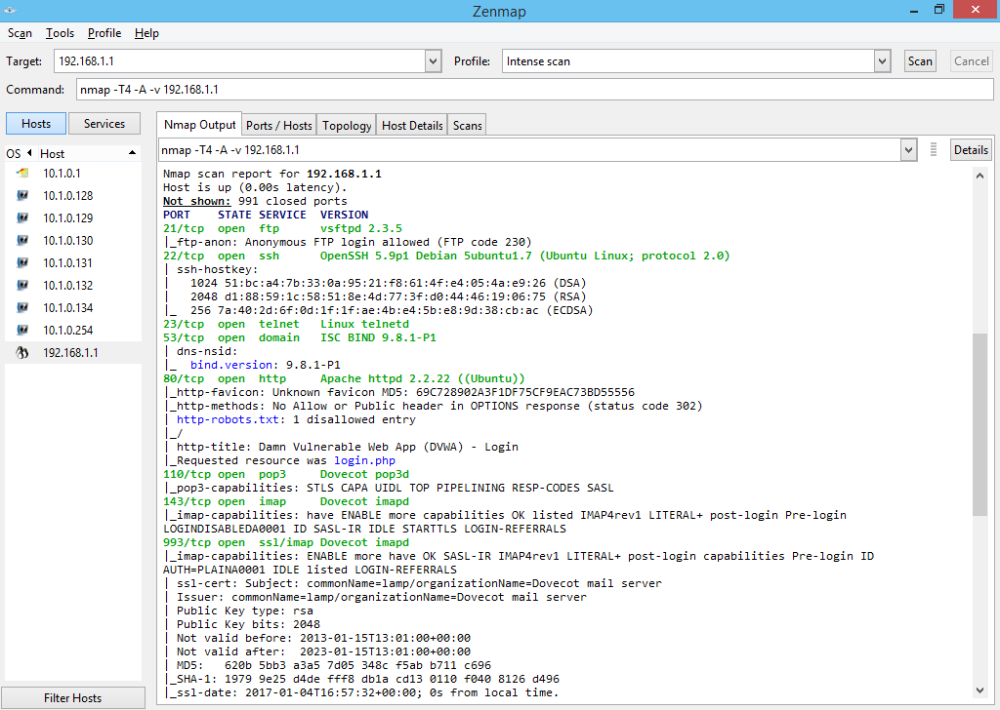 Zenmap
Scan Tools Profile Help
Target: 192.168.1.1 Profile: Intense scan Scan Cancel
Command: nmap -T4 -A -v 192.168.1.1
Hosts Services
Nmap Output Ports / Hosts Topology Host Details Scans
OS Host
10.1.0.1
10.1.0.128
10.1.0.129
10.1.0.130
10.1.0.131
10.1.0.132
10.1.0.134
10.1.0.254
192.168.1.1
Filter Hosts
nmap -T4 -A -v 192.168.1.1 Details
Nmap scan report for 192.168.1.1
Host is up (0.00s latency).
Not shown: 991 closed ports
PORT STATE SERVICE VERSION
21/tcp open ftp vsftpd 2.3.5
|_ftp-anon: Anonymous FTP login allowed (FTP code 230)
22/tcp open ssh OpenSSH 5.9p1 Debian 5ubuntu1.7 (Ubuntu Linux; protocol 2.0)
| ssh-hostkey:
| 1024 51:bc:a4:7b:33:0a:95:21:f8:61:4f:e4:05:4a:e9:26 (DSA)
| 2048 d1:88:59:1c:58:51:8e:4d:77:3f:d0:44:46:19:06:75 (RSA)
|_ 256 7a:40:2d:6f:0d:1f:1f:ae:4b:e4:5b:e8:9d:38:cb:ac (ECDSA)
23/tcp open telnet Linux telnetd
53/tcp open domain ISC BIND 9.8.1-P1
| dns-nsid:
|_ bind.version: 9.8.1-P1
80/tcp open http Apache httpd 2.2.22 ((Ubuntu))
|_http-favicon: Unknown favicon MD5: 69C728902A3F1DF75CF9EAC73BD55556
|_http-methods: No Allow or Public header in OPTIONS response (status code 302)
| http-robots.txt: 1 disallowed entry
|_/
| http-title: Damn Vulnerable Web App (DVWA) - Login
|_Requested resource was login.php
110/tcp open pop3 Dovecot pop3d
|_pop3-capabilities: STLS CAPA UIDL TOP PIPELINING RESP-CODES SASL
143/tcp open imap Dovecot imapd
|_imap-capabilities: have ENABLE more capabilities OK listed IMAP4rev1 LITERAL+ post-login Pre-login
LOGINDISABLEDA0001 ID SASL-IR IDLE STARTTLS LOGIN-REFERRALS
993/tcp open ssl/imap Dovecot imapd
|_imap-capabilities: ENABLE more have OK SASL-IR IMAP4rev1 LITERAL+ post-login capabilities Pre-login ID
AUTH=PLAINA0001 IDLE listed LOGIN-REFERRALS
| ssl-cert: Subject: commonName=lamp/organizationName=Dovecot mail server
| Issuer: commonName=lamp/organizationName=Dovecot mail server
| Public Key type: rsa
| Public Key bits: 2048
| Not valid before: 2013-01-15T13:01:00+00:00
| Not valid after: 2023-01-15T13:01:00+00:00
| MD5: 620b 5bb3 a3a5 7d05 348c f5ab b711 c696
|_SHA-1: 1979 9e25 d4de fff8 db1a cd13 0110 f040 8126 d496
|_ssl-date: 2017-01-04T16:57:32+00:00; 0s from local time.